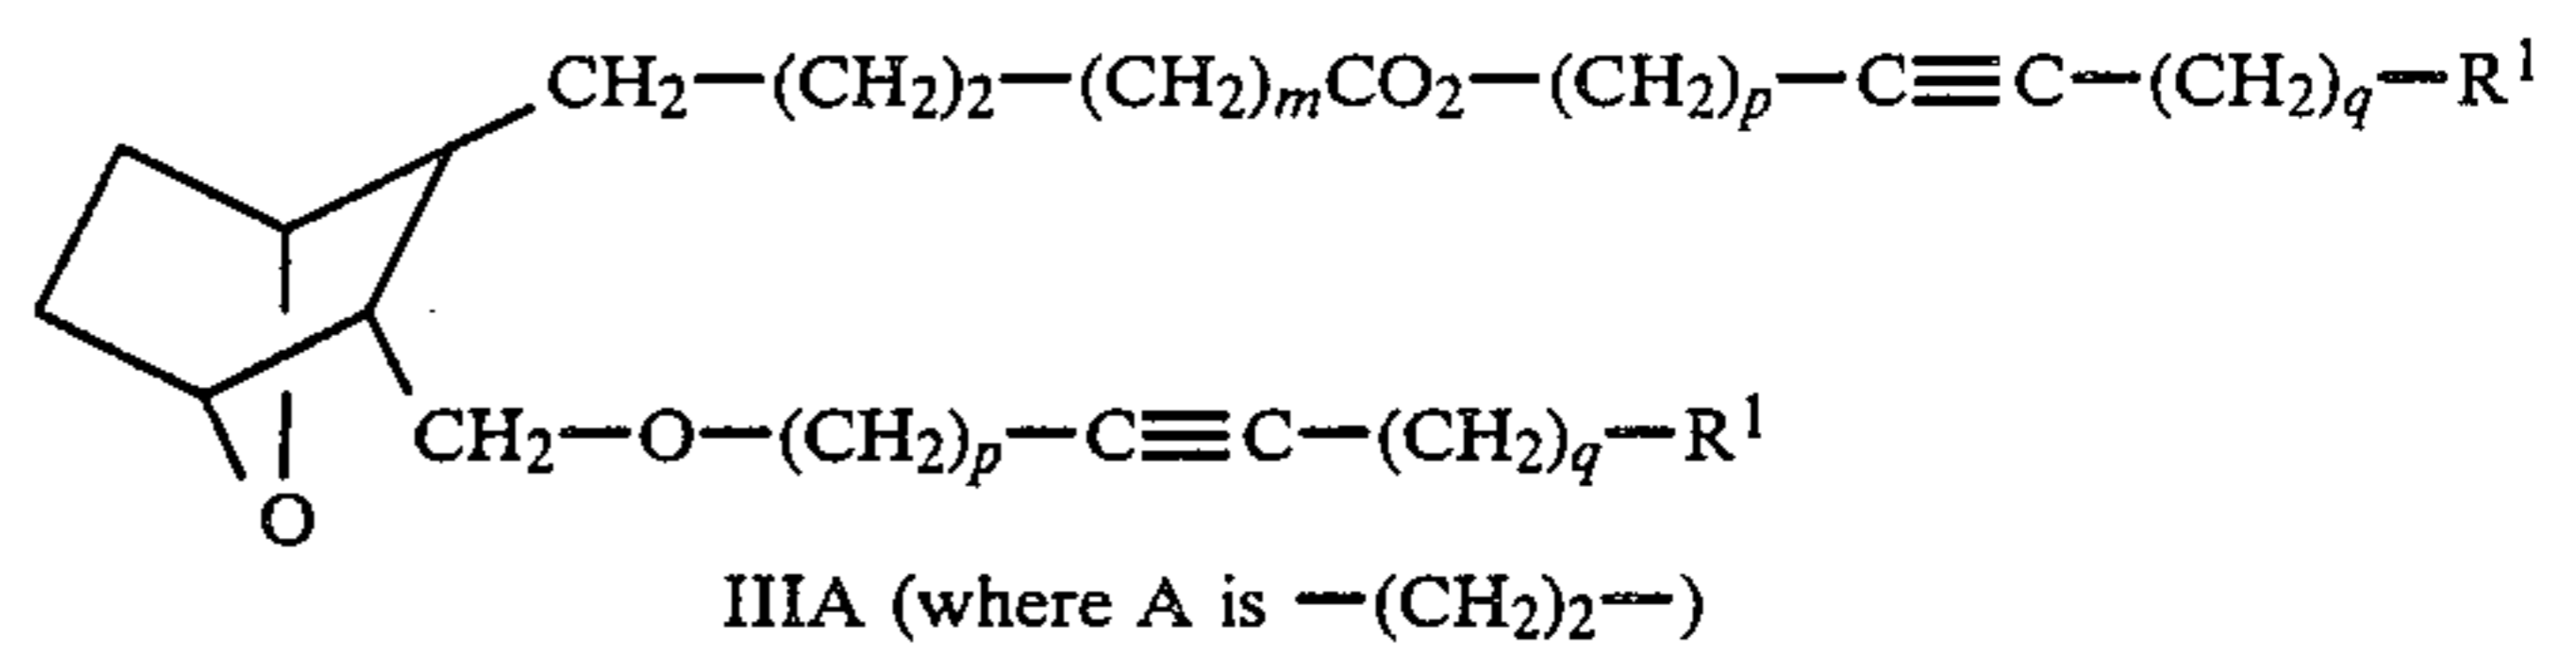 CH₂—(CH₂)₂—(CH₂)ₘCO₂—(CH₂)ₚ—C≡C—(CH₂)q—R¹
CH₂—O—(CH₂)ₚ—C≡C—(CH₂)q—R¹
O
IIIA (where A is —(CH₂)₂—)